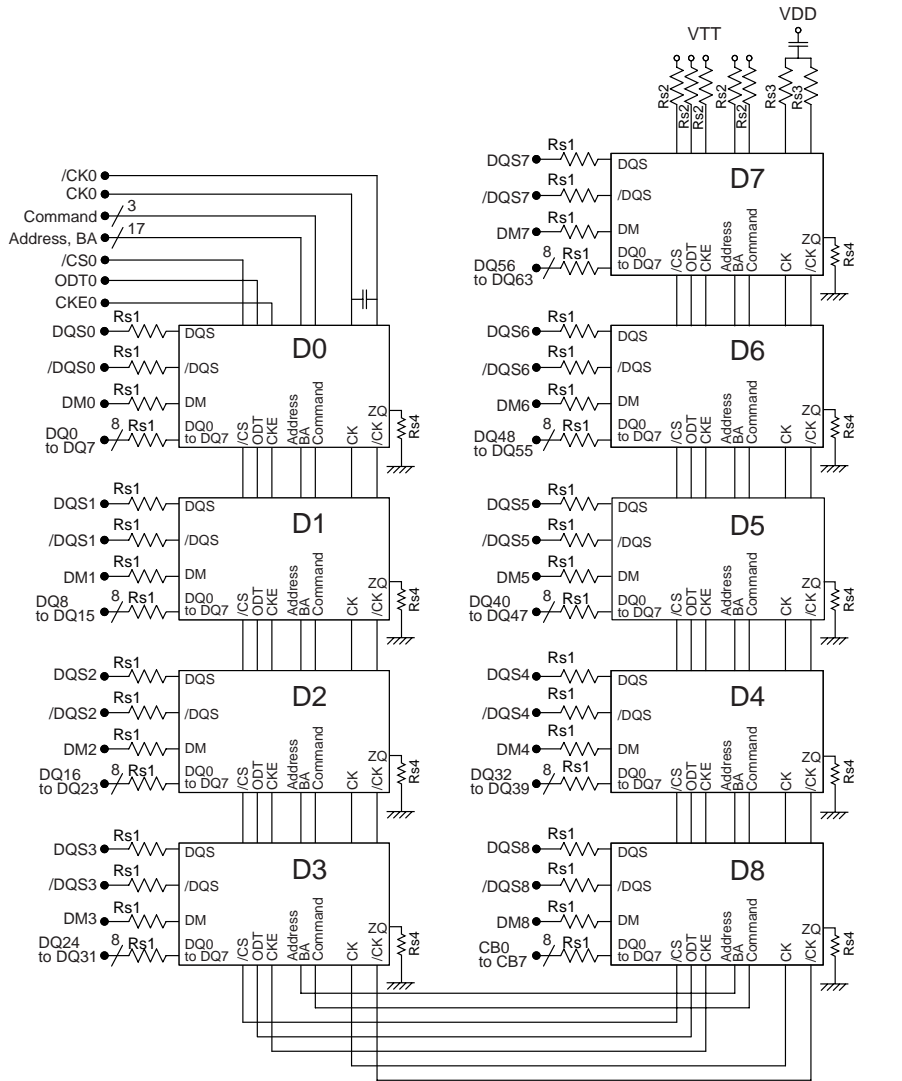 VDD
VTT
Rs2
Rs2
Rs2
Rs2
Rs2
Rs3
Rs3
/CK0
CK0
Command 3
Address, BA 17
/CS0
ODT0
CKE0
DQS0 Rs1 DQS
/DQS0 Rs1 /DQS
DM0 Rs1 DM
DQ0 to DQ7 8 Rs1 DQ0 to DQ7
D0
/CS ODT CKE Address BA Command CK /CK
ZQ Rs4
DQS1 Rs1 DQS
/DQS1 Rs1 /DQS
DM1 Rs1 DM
DQ8 to DQ15 8 Rs1 DQ0 to DQ7
D1
/CS ODT CKE Address BA Command CK /CK
ZQ Rs4
DQS2 Rs1 DQS
/DQS2 Rs1 /DQS
DM2 Rs1 DM
DQ16 to DQ23 8 Rs1 DQ0 to DQ7
D2
/CS ODT CKE Address BA Command CK /CK
ZQ Rs4
DQS3 Rs1 DQS
/DQS3 Rs1 /DQS
DM3 Rs1 DM
DQ24 to DQ31 8 Rs1 DQ0 to DQ7
D3
/CS ODT CKE Address BA Command CK /CK
ZQ Rs4
DQS7 Rs1 DQS
/DQS7 Rs1 /DQS
DM7 Rs1 DM
DQ56 to DQ63 8 Rs1 DQ0 to DQ7
D7
/CS ODT CKE Address BA Command CK /CK
ZQ Rs4
DQS6 Rs1 DQS
/DQS6 Rs1 /DQS
DM6 Rs1 DM
DQ48 to DQ55 8 Rs1 DQ0 to DQ7
D6
/CS ODT CKE Address BA Command CK /CK
ZQ Rs4
DQS5 Rs1 DQS
/DQS5 Rs1 /DQS
DM5 Rs1 DM
DQ40 to DQ47 8 Rs1 DQ0 to DQ7
D5
/CS ODT CKE Address BA Command CK /CK
ZQ Rs4
DQS4 Rs1 DQS
/DQS4 Rs1 /DQS
DM4 Rs1 DM
DQ32 to DQ39 8 Rs1 DQ0 to DQ7
D4
/CS ODT CKE Address BA Command CK /CK
ZQ Rs4
DQS8 Rs1 DQS
/DQS8 Rs1 /DQS
DM8 Rs1 DM
CB0 to CB7 8 Rs1 DQ0 to DQ7
D8
/CS ODT CKE Address BA Command CK /CK
ZQ Rs4